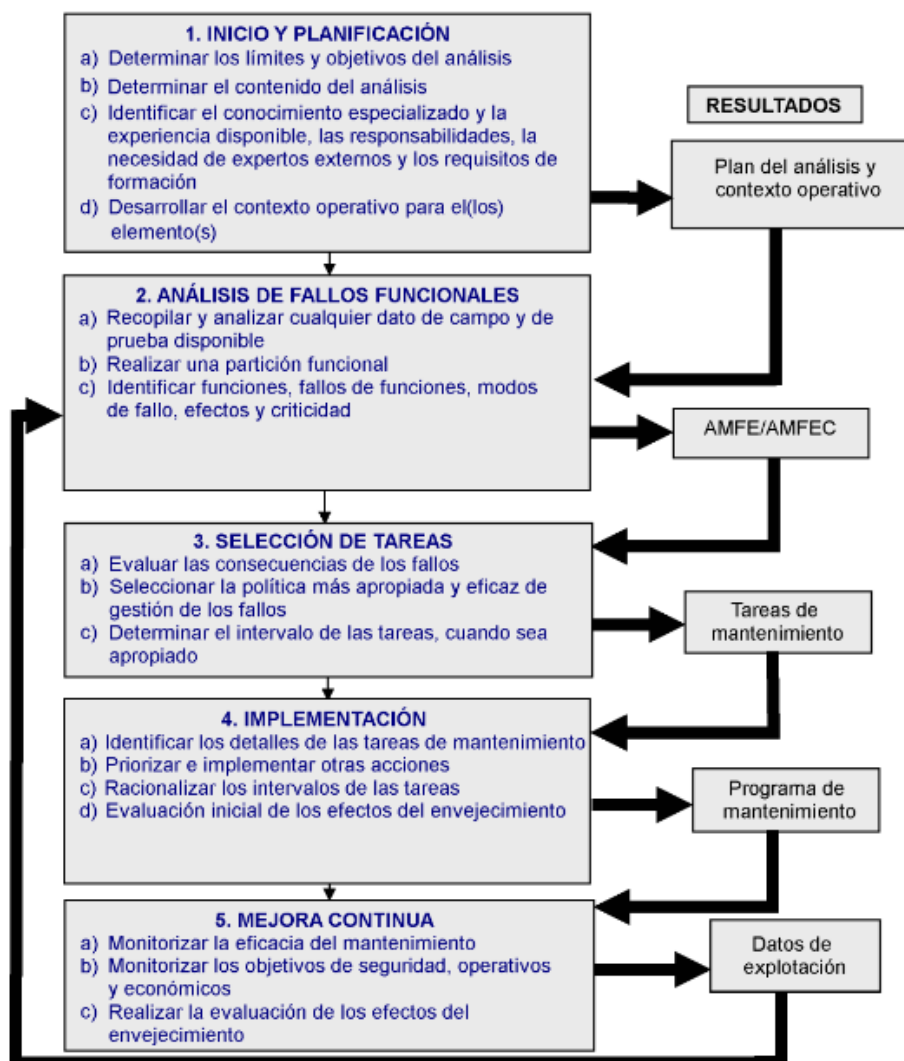 1. INICIO Y PLANIFICACIÓN
a) Determinar los límites y objetivos del análisis
b) Determinar el contenido del análisis
c) Identificar el conocimiento especializado y la
experiencia disponible, las responsabilidades, la
necesidad de expertos externos y los requisitos de
formación
d) Desarrollar el contexto operativo para el(los)
elemento(s)
RESULTADOS
Plan del análisis y
contexto operativo
2. ANÁLISIS DE FALLOS FUNCIONALES
a) Recopilar y analizar cualquier dato de campo y de
prueba disponible
b) Realizar una partición funcional
c) Identificar funciones, fallos de funciones, modos
de fallo, efectos y criticidad
AMFE/AMFEC
3. SELECCIÓN DE TAREAS
a) Evaluar las consecuencias de los fallos
b) Seleccionar la política más apropiada y eficaz de
gestión de los fallos
c) Determinar el intervalo de las tareas, cuando sea
apropiado
Tareas de
mantenimiento
4. IMPLEMENTACIÓN
a) Identificar los detalles de las tareas de mantenimiento
b) Priorizar e implementar otras acciones
c) Racionalizar los intervalos de las tareas
d) Evaluación inicial de los efectos del envejecimiento
Programa de
mantenimiento
5. MEJORA CONTINUA
a) Monitorizar la eficacia del mantenimiento
b) Monitorizar los objetivos de seguridad, operativos
y económicos
c) Realizar la evaluación de los efectos del
envejecimiento
Datos de
explotación